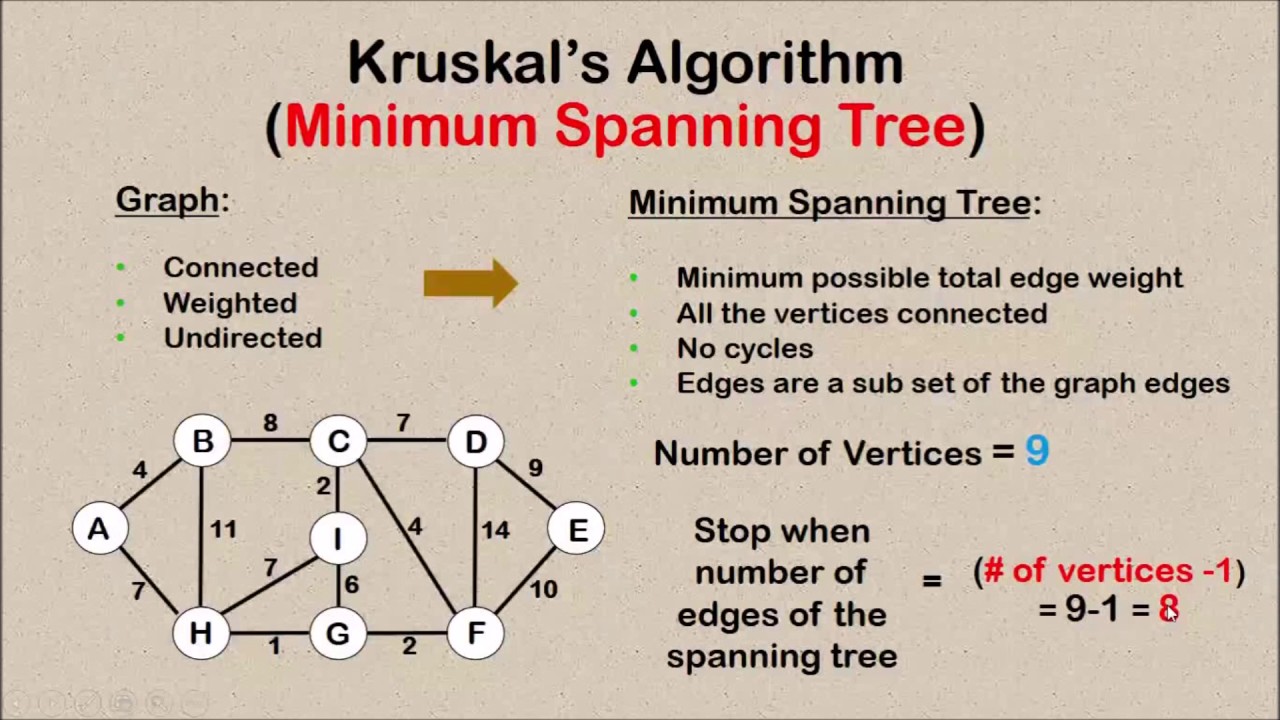 Kruskal's Algorithm
(Minimum Spanning Tree)
Graph:
• Connected
• Weighted
• Undirected
Minimum Spanning Tree:
• Minimum possible total edge weight
• All the vertices connected
• No cycles
• Edges are a sub set of the graph edges
Number of Vertices = 9
Stop when
number of
edges of the
spanning tree
= (# of vertices -1)
= 9-1 = 8
B 8 C 7 D
4 2 9
A 11 I 4 14 E
7 7 6 10
H 1 G 2 F